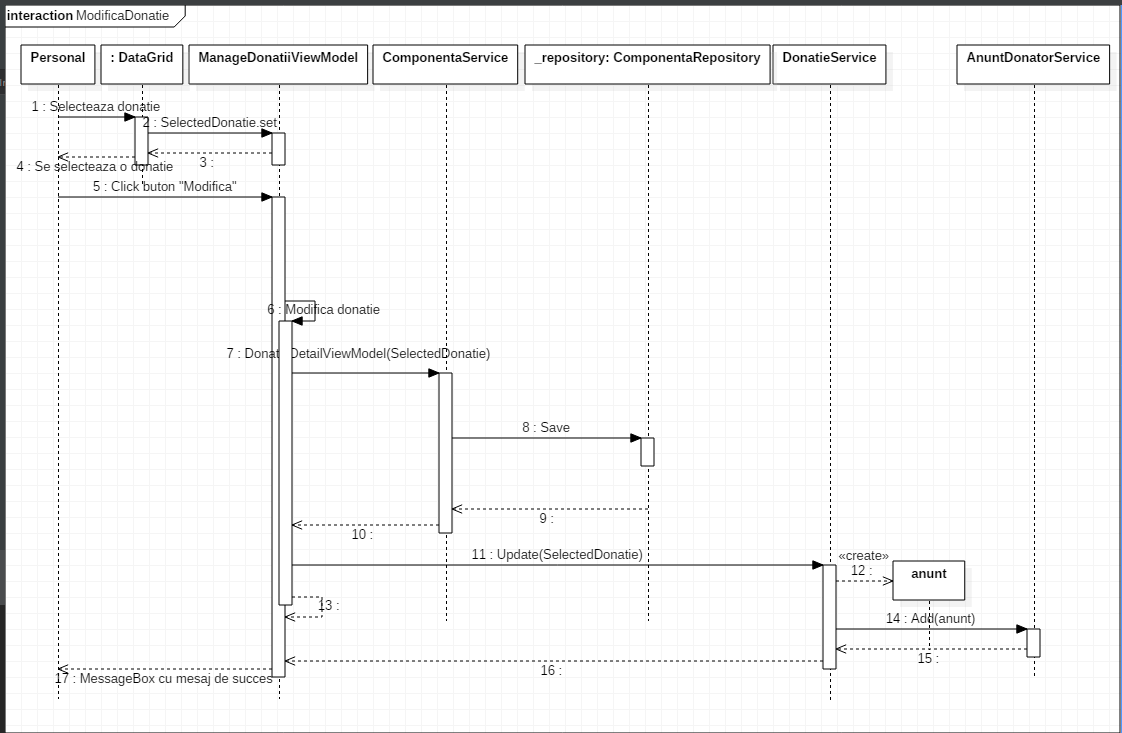 interaction ModificaDonatie
Personal
: DataGrid
ManageDonatiiViewModel
ComponentaService
_repository: ComponentaRepository
DonatieService
AnuntDonatorService
1 : Selecteaza donatie
2 : SelectedDonatie.set
3 :
4 : Se selecteaza o donatie
5 : Click buton "Modifica"
6 : Modifica donatie
7 : DonatieDetailViewModel(SelectedDonatie)
8 : Save
9 :
10 :
11 : Update(SelectedDonatie)
«create»
12 :
anunt
13 :
14 : Add(anunt)
15 :
16 :
17 : MessageBox cu mesaj de succes